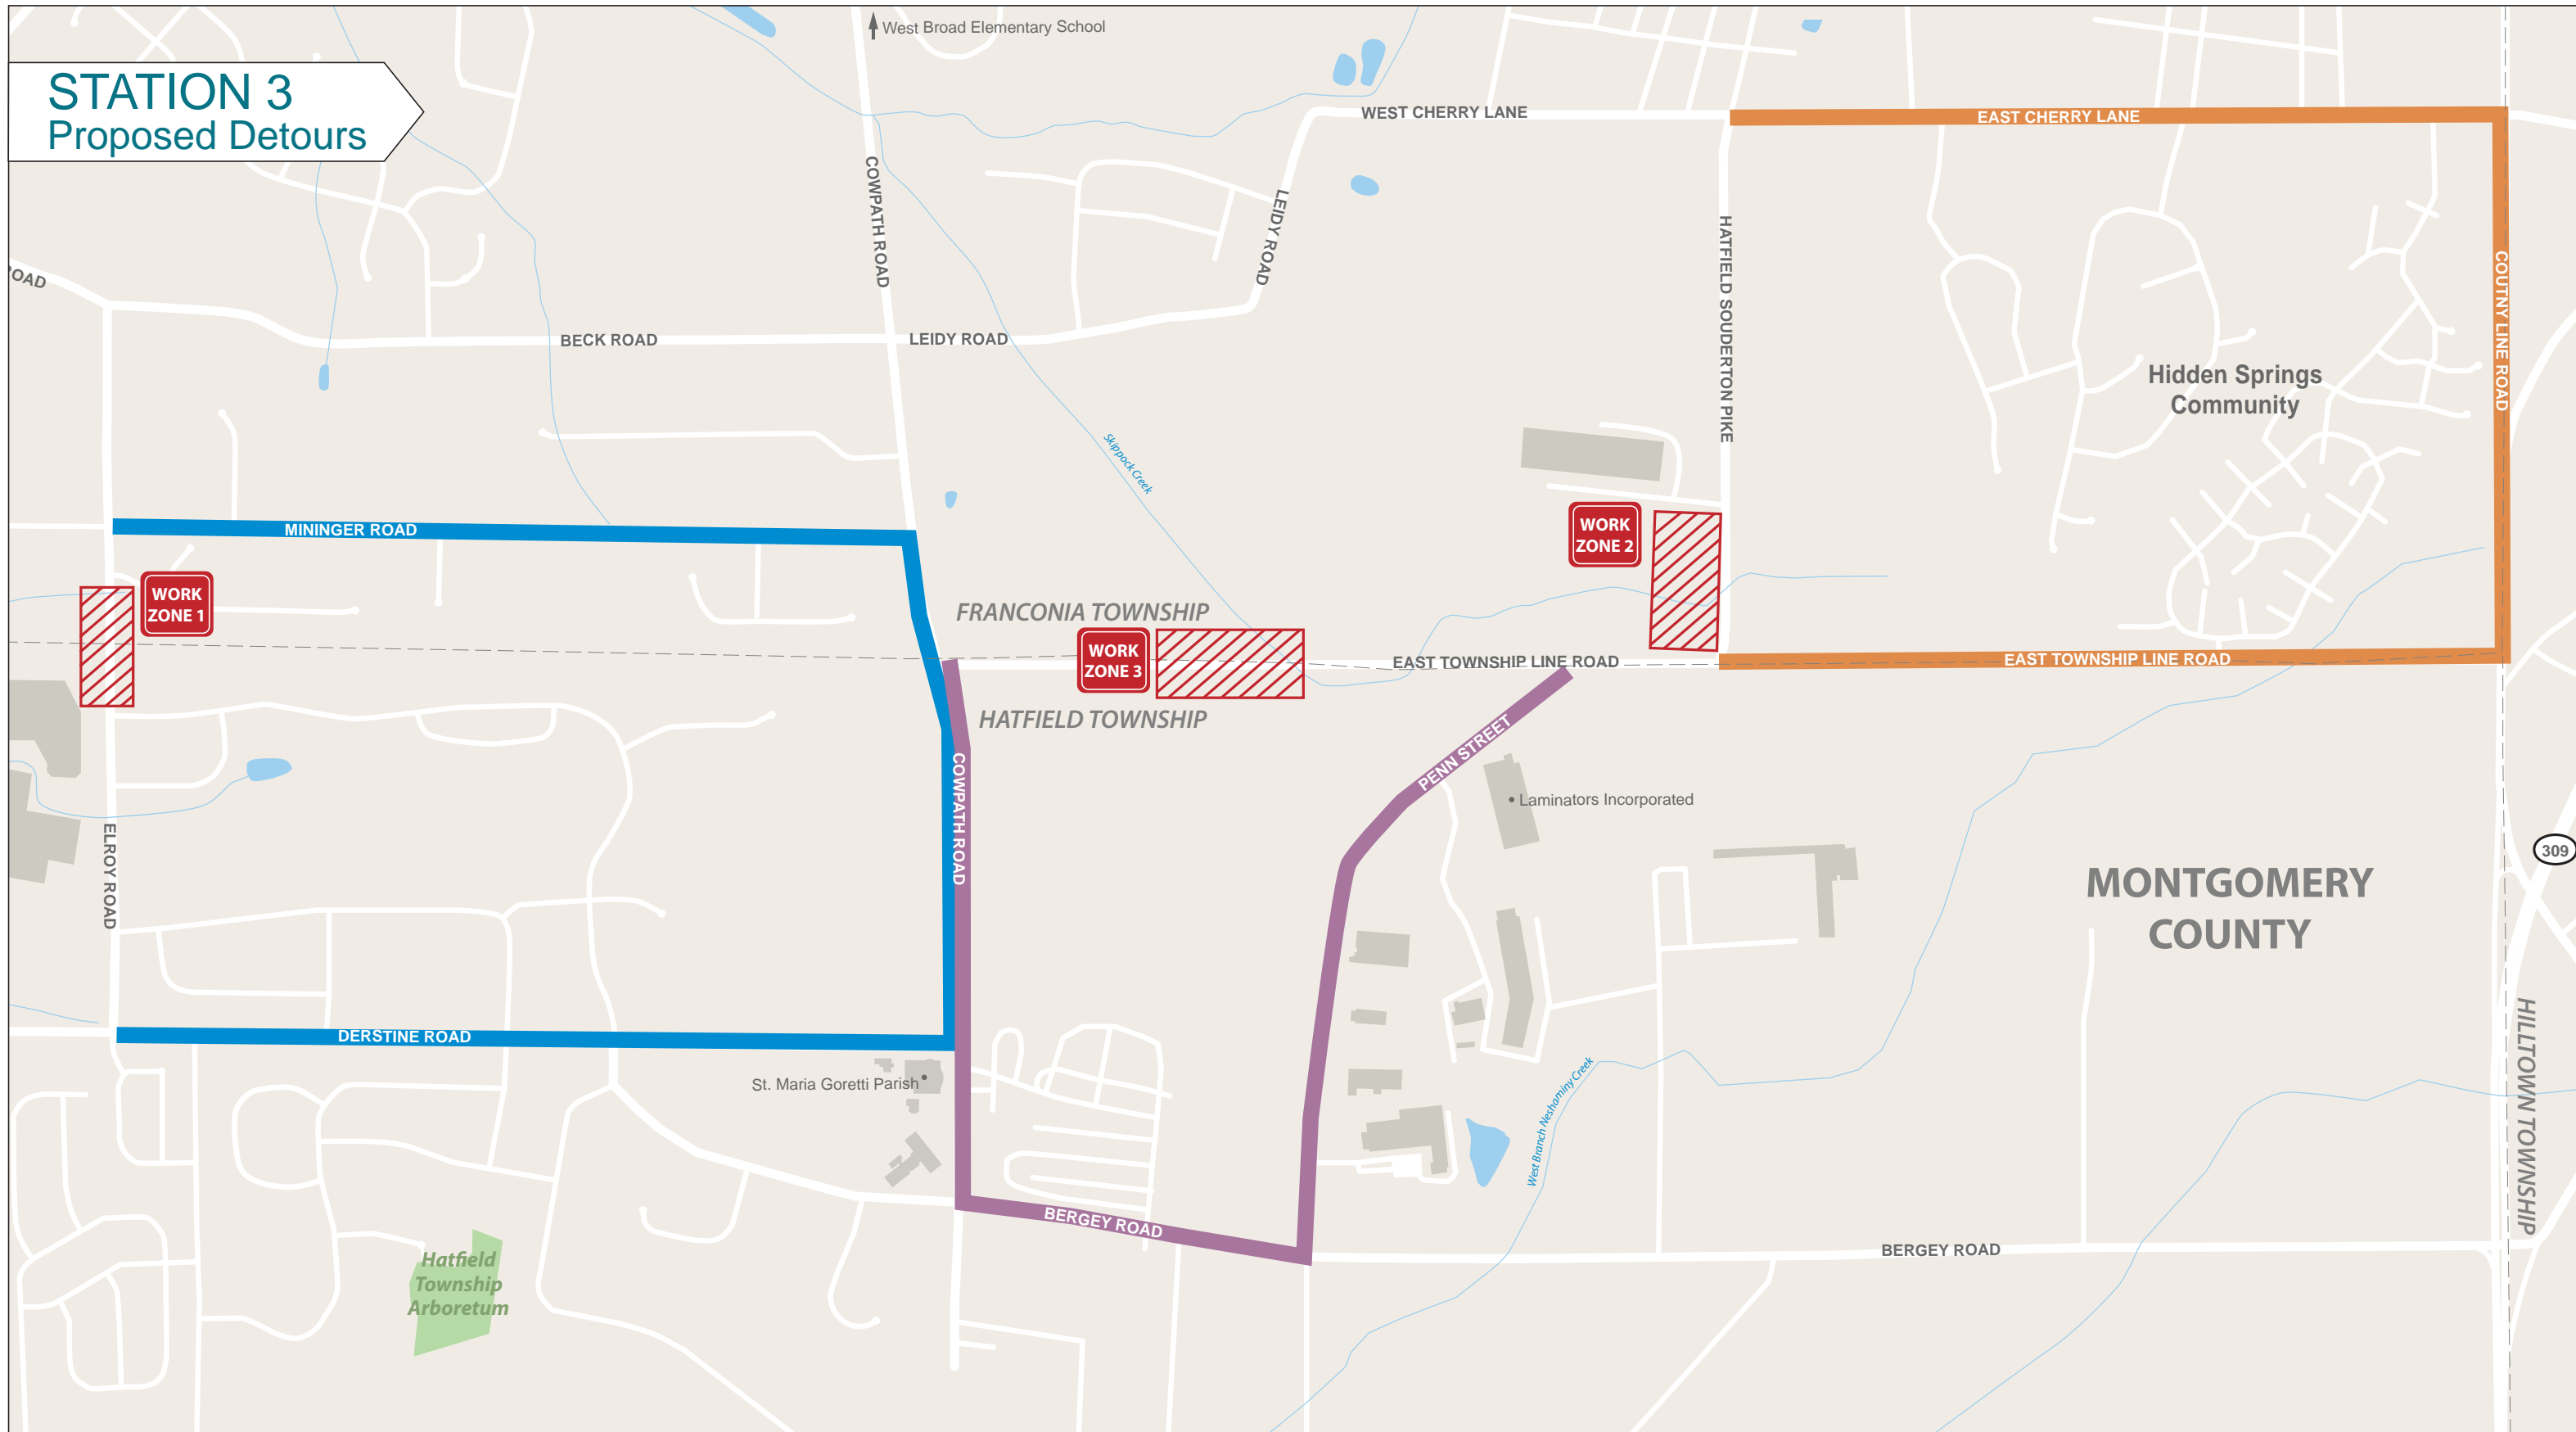 West Broad Elementary School
STATION 3
Proposed Detours
WEST CHERRY LANE
EAST CHERRY LANE
COWPATH ROAD
LEIDY ROAD
HATFIELD SOUDERTON PIKE
COUTNY LINE ROAD
ROAD
BECK ROAD
LEIDY ROAD
Hidden Springs
Community
Skippock Creek
MININGER ROAD
WORK
ZONE 2
WORK
ZONE 1
FRANCONIA TOWNSHIP
WORK
ZONE 3
EAST TOWNSHIP LINE ROAD
EAST TOWNSHIP LINE ROAD
HATFIELD TOWNSHIP
PENN STREET
COWPATH ROAD
Laminators Incorporated
ELROY ROAD
309
MONTGOMERY
COUNTY
DERSTINE ROAD
St. Maria Goretti Parish
West Branch Neshaminy Creek
HILLTOWN TOWNSHIP
BERGEY ROAD
BERGEY ROAD
Hatfield
Township
Arboretum